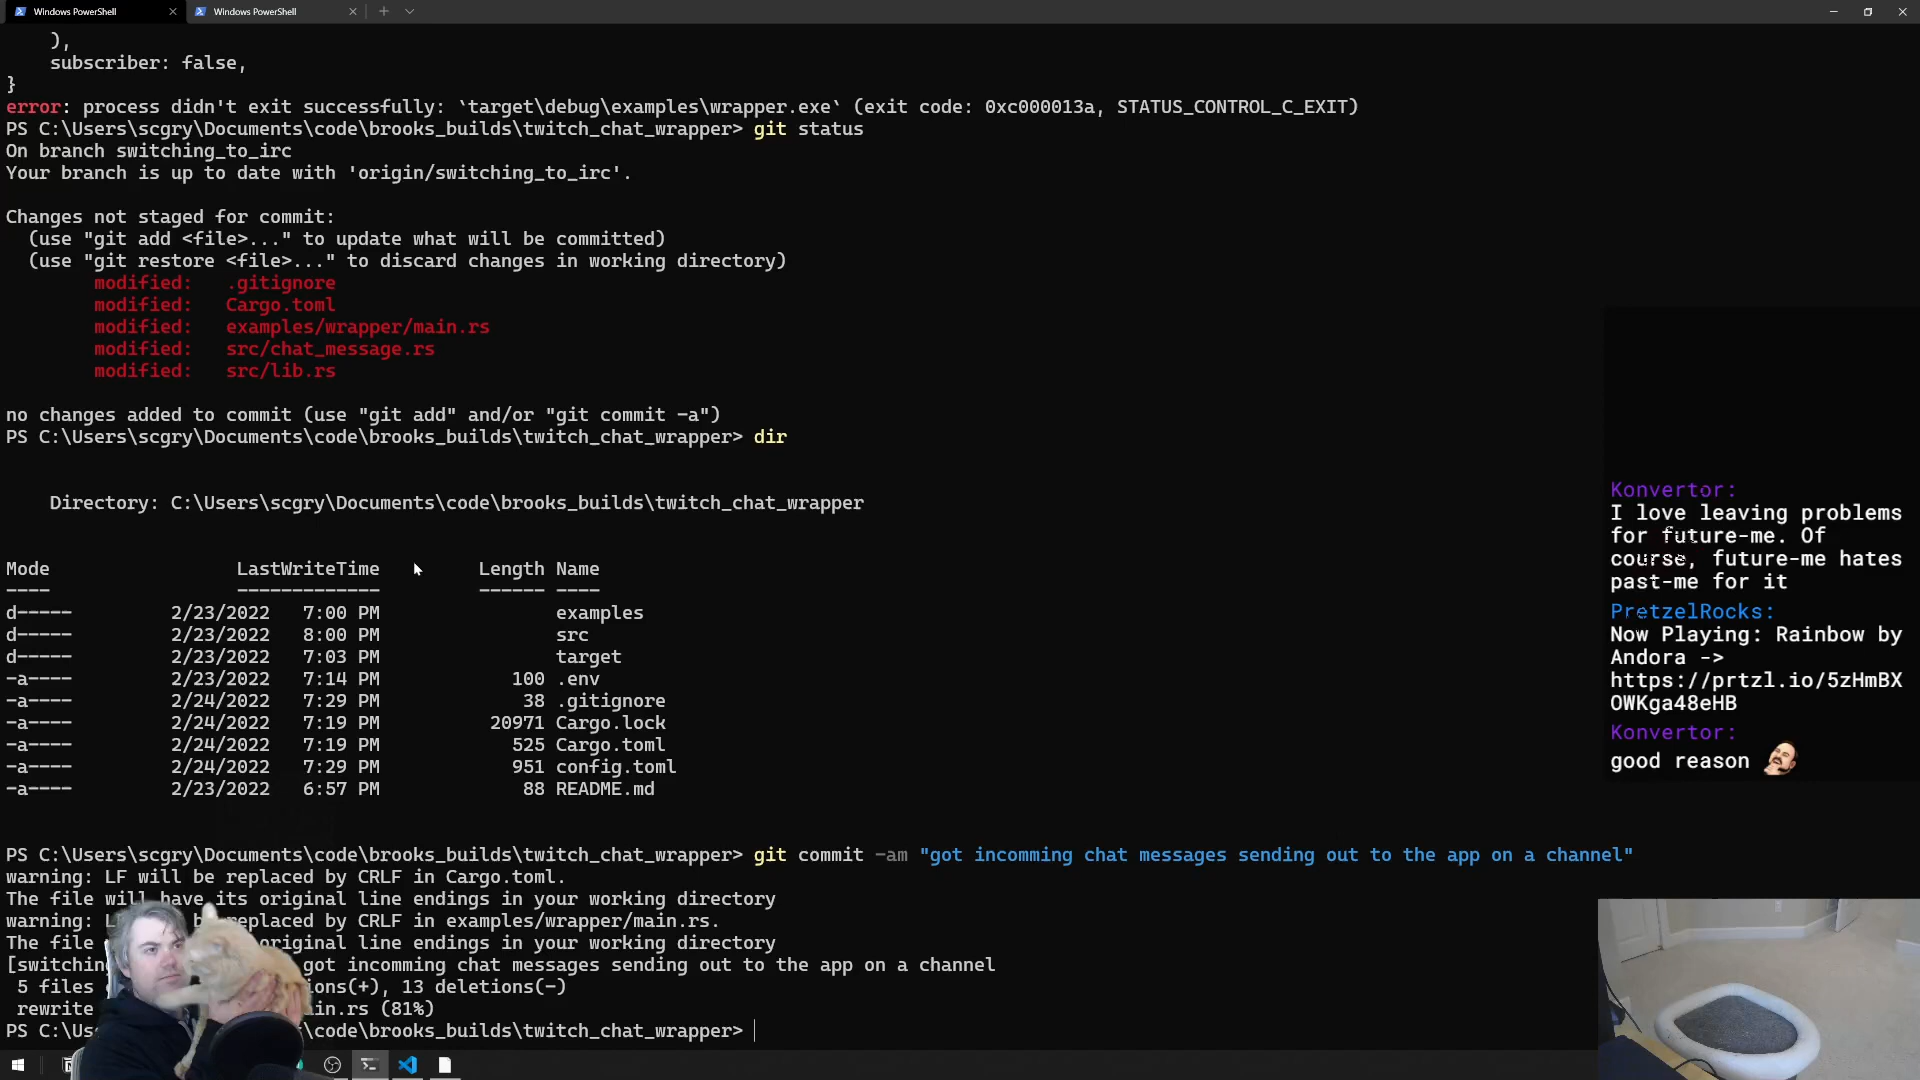 Windows PowerShell
Windows PowerShell
),
subscriber: false,
}
error: process didn't exit successfully: `target\debug\examples\wrapper.exe` (exit code: 0xc000013a, STATUS_CONTROL_C_EXIT)
PS C:\Users\scgry\Documents\code\brooks_builds\twitch_chat_wrapper> git status
On branch switching_to_irc
Your branch is up to date with 'origin/switching_to_irc'.
Changes not staged for commit:
(use "git add <file>..." to update what will be committed)
(use "git restore <file>..." to discard changes in working directory)
modified: .gitignore
modified: Cargo.toml
modified: examples/wrapper/main.rs
modified: src/chat_message.rs
modified: src/lib.rs
no changes added to commit (use "git add" and/or "git commit -a")
PS C:\Users\scgry\Documents\code\brooks_builds\twitch_chat_wrapper> dir
Directory: C:\Users\scgry\Documents\code\brooks_builds\twitch_chat_wrapper
Mode LastWriteTime Length Name
---- ------------- ------ ----
d----- 2/23/2022 7:00 PM examples
d----- 2/23/2022 8:00 PM src
d----- 2/23/2022 7:03 PM target
-a---- 2/23/2022 7:14 PM 100 .env
-a---- 2/24/2022 7:29 PM 38 .gitignore
-a---- 2/24/2022 7:19 PM 20971 Cargo.lock
-a---- 2/24/2022 7:19 PM 525 Cargo.toml
-a---- 2/24/2022 7:29 PM 951 config.toml
-a---- 2/23/2022 6:57 PM 88 README.md
PS C:\Users\scgry\Documents\code\brooks_builds\twitch_chat_wrapper> git commit -am "got incomming chat messages sending out to the app on a channel"
warning: LF will be replaced by CRLF in Cargo.toml.
The file will have its original line endings in your working directory
warning: replaced by CRLF in examples/wrapper/main.rs.
The file original line endings in your working directory
[switching got incomming chat messages sending out to the app on a channel
5 files ions(+), 13 deletions(-)
rewrite in.rs (81%)
PS C:\Us \code\brooks_builds\twitch_chat_wrapper>
Konvertor:
I love leaving problems
for future-me. Of
course, future-me hates
past-me for it
PretzelRocks:
Now Playing: Rainbow by
Andora ->
https://prtzl.io/5zHmBX
OWKga48eHB
Konvertor:
good reason